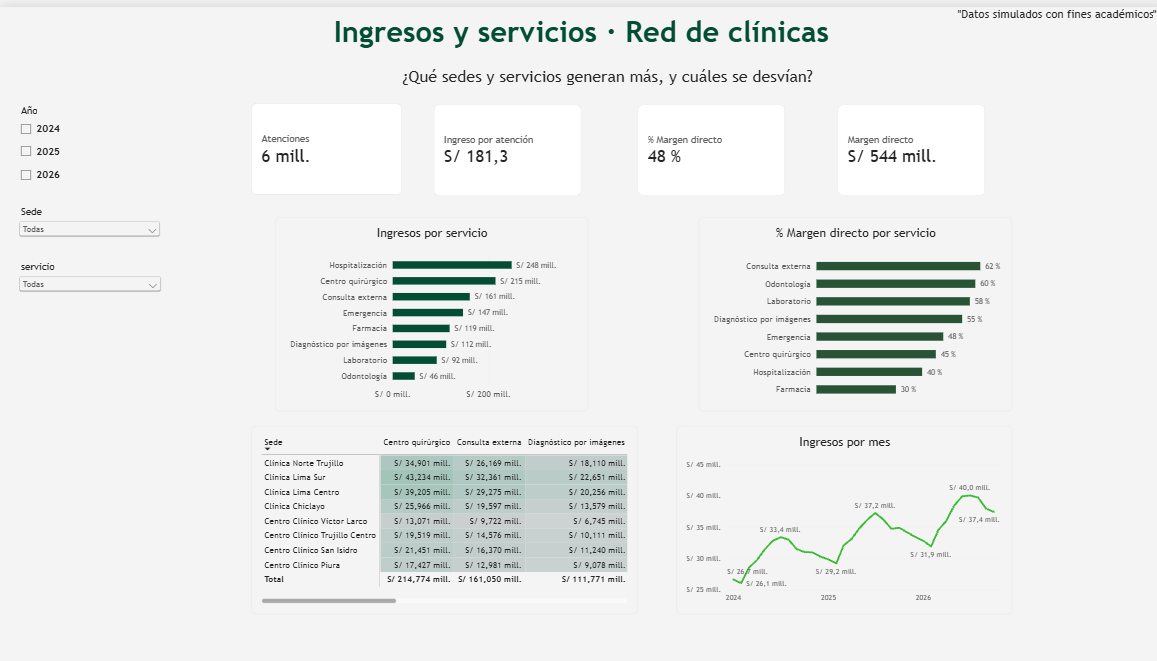 "Datos simulados con fines académicos"
Ingresos y servicios · Red de clínicas
¿Qué sedes y servicios generan más, y cuáles se desvían?
Año
2024
2025
2026
Sede
Todas
servicio
Todas
Atenciones
6 mill.
Ingreso por atención
S/ 181,3
% Margen directo
48 %
Margen directo
S/ 544 mill.
Ingresos por servicio
Hospitalización S/ 248 mill.
Centro quirúrgico S/ 215 mill.
Consulta externa S/ 161 mill.
Emergencia S/ 147 mill.
Farmacia S/ 119 mill.
Diagnóstico por imágenes S/ 112 mill.
Laboratorio S/ 92 mill.
Odontología S/ 46 mill.
S/ 0 mill. S/ 200 mill.
% Margen directo por servicio
Consulta externa 62 %
Odontología 60 %
Laboratorio 58 %
Diagnóstico por imágenes 55 %
Emergencia 48 %
Centro quirúrgico 45 %
Hospitalización 40 %
Farmacia 30 %
Sede Centro quirúrgico Consulta externa Diagnóstico por imágenes
Clínica Norte Trujillo S/ 34,901 mill. S/ 26,169 mill. S/ 18,110 mill.
Clínica Lima Sur S/ 43,234 mill. S/ 32,361 mill. S/ 22,651 mill.
Clínica Lima Centro S/ 39,205 mill. S/ 29,275 mill. S/ 20,256 mill.
Clínica Chiclayo S/ 25,966 mill. S/ 19,597 mill. S/ 13,579 mill.
Centro Clínico Víctor Larco S/ 13,071 mill. S/ 9,722 mill. S/ 6,745 mill.
Centro Clínico Trujillo Centro S/ 19,519 mill. S/ 14,576 mill. S/ 10,111 mill.
Centro Clínico San Isidro S/ 21,451 mill. S/ 16,370 mill. S/ 11,240 mill.
Centro Clínico Piura S/ 17,427 mill. S/ 12,981 mill. S/ 9,078 mill.
Total S/ 214,774 mill. S/ 161,050 mill. S/ 111,771 mill.
Ingresos por mes
S/ 45 mill.
S/ 40 mill.
S/ 35 mill.
S/ 30 mill.
S/ 25 mill.
S/ 26,7 mill.
S/ 26,1 mill.
S/ 33,4 mill.
S/ 29,2 mill.
S/ 37,2 mill.
S/ 31,9 mill.
S/ 40,0 mill.
S/ 37,4 mill.
2024 2025 2026